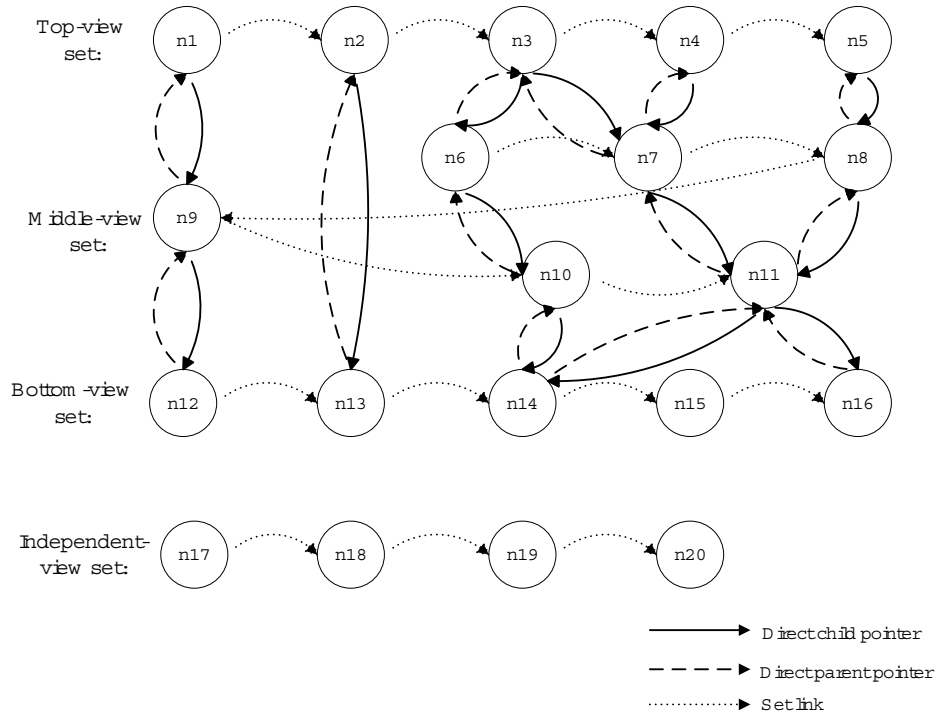 Top-view
set:
n1
n2
n3
n4
n5
n6
n7
n8
Middle-view
set:
n9
n10
n11
Bottom-view
set:
n12
n13
n14
n15
n16
Independent-
view set:
n17
n18
n19
n20
Direct child pointer
Direct parent pointer
Set link